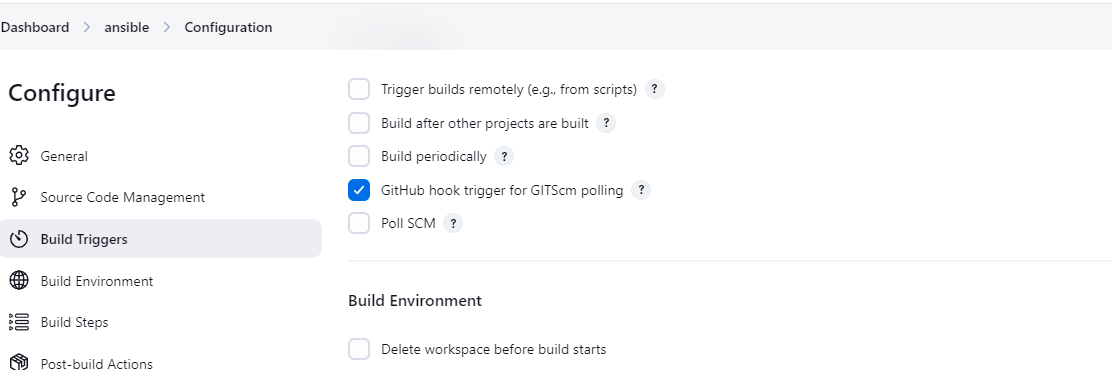 Dashboard > ansible > Configuration
Configure
General
Source Code Management
Build Triggers
Build Environment
Build Steps
Post-build Actions
Trigger builds remotely (e.g., from scripts) ?
Build after other projects are built ?
Build periodically ?
GitHub hook trigger for GITScm polling ?
Poll SCM ?
Build Environment
Delete workspace before build starts